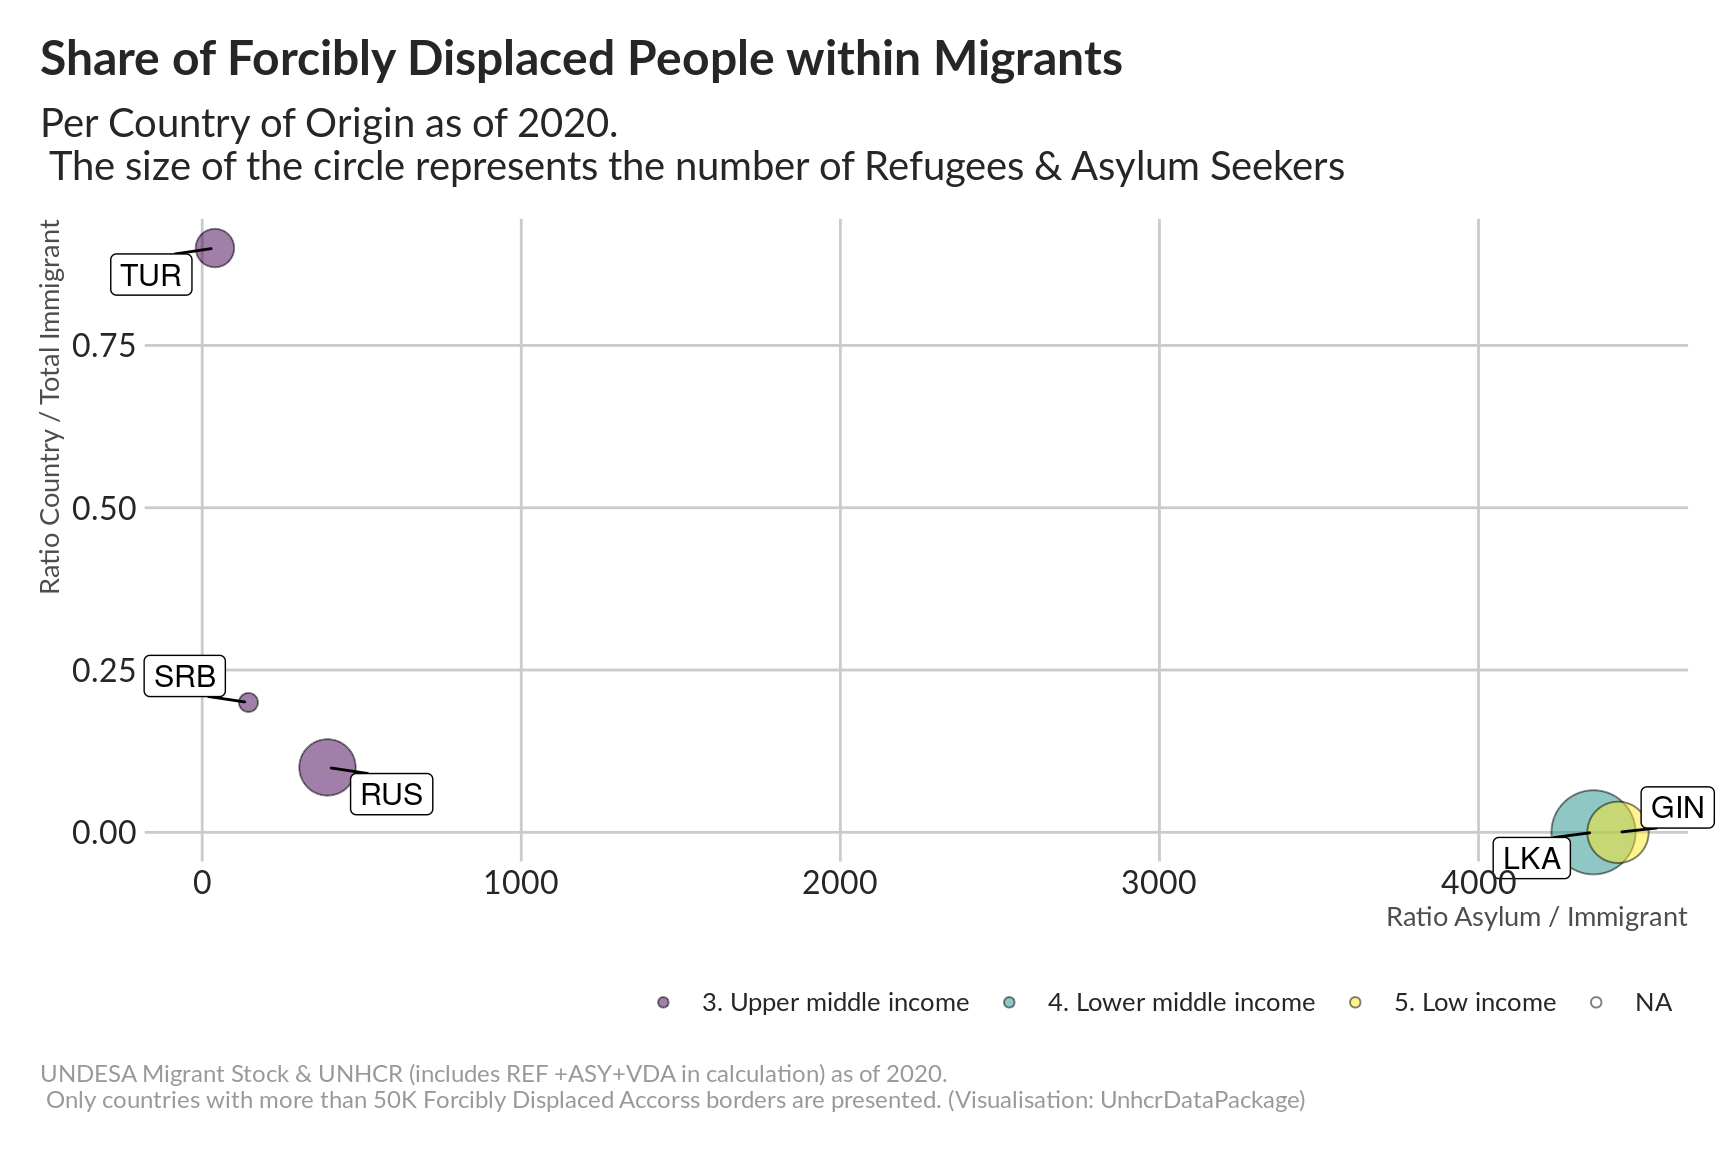 Share of Forcibly Displaced People within Migrants
Per Country of Origin as of 2020.
The size of the circle represents the number of Refugees & Asylum Seekers
Ratio Country / Total Immigrant
TUR
0.75
0.50
0.25
SRB
RUS
GIN
0.00
LKA
0 1000 2000 3000 4000
Ratio Asylum / Immigrant
3. Upper middle income 4. Lower middle income 5. Low income NA
UNDESA Migrant Stock & UNHCR (includes REF +ASY+VDA in calculation) as of 2020.
Only countries with more than 50K Forcibly Displaced Accorss borders are presented. (Visualisation: UnhcrDataPackage)